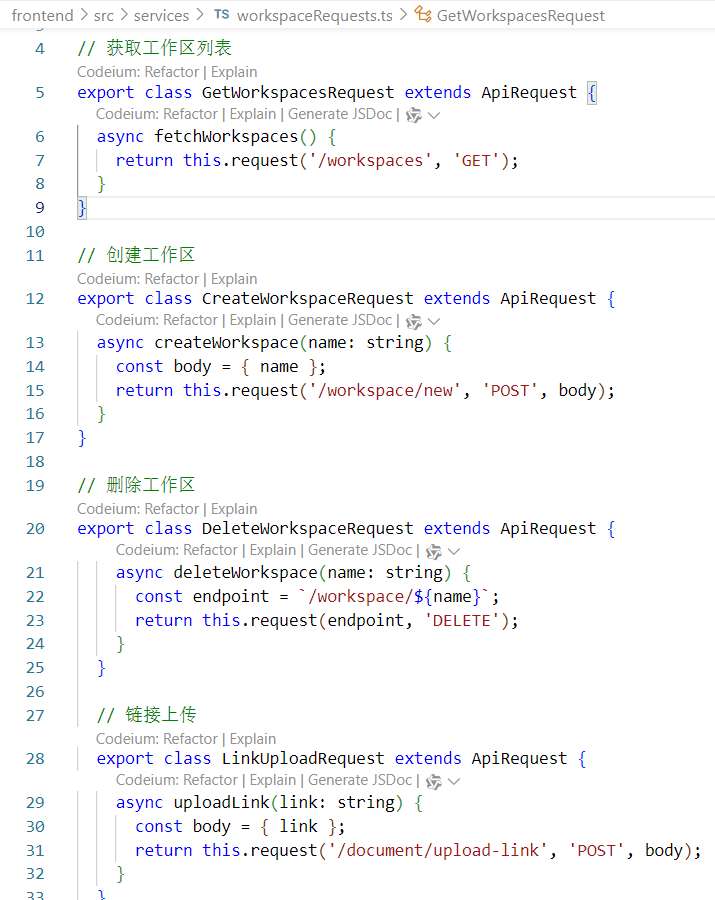 frontend > src > services > TS workspaceRequests.ts > GetWorkspacesRequest
4 // 获取工作区列表
Codeium: Refactor | Explain
5 export class GetWorkspacesRequest extends ApiRequest {
Codeium: Refactor | Explain | Generate JSDoc |
6 async fetchWorkspaces() {
7 return this.request('/workspaces', 'GET');
8 }
9 }
10
11 // 创建工作区
Codeium: Refactor | Explain
12 export class CreateWorkspaceRequest extends ApiRequest {
Codeium: Refactor | Explain | Generate JSDoc |
13 async createWorkspace(name: string) {
14 const body = { name };
15 return this.request('/workspace/new', 'POST', body);
16 }
17 }
18
19 // 删除工作区
Codeium: Refactor | Explain
20 export class DeleteWorkspaceRequest extends ApiRequest {
Codeium: Refactor | Explain | Generate JSDoc |
21 async deleteWorkspace(name: string) {
22 const endpoint = `/workspace/${name}`;
23 return this.request(endpoint, 'DELETE');
24 }
25 }
26
27 // 链接上传
Codeium: Refactor | Explain
28 export class LinkUploadRequest extends ApiRequest {
Codeium: Refactor | Explain | Generate JSDoc |
29 async uploadLink(link: string) {
30 const body = { link };
31 return this.request('/document/upload-link', 'POST', body);
32 }
33 }